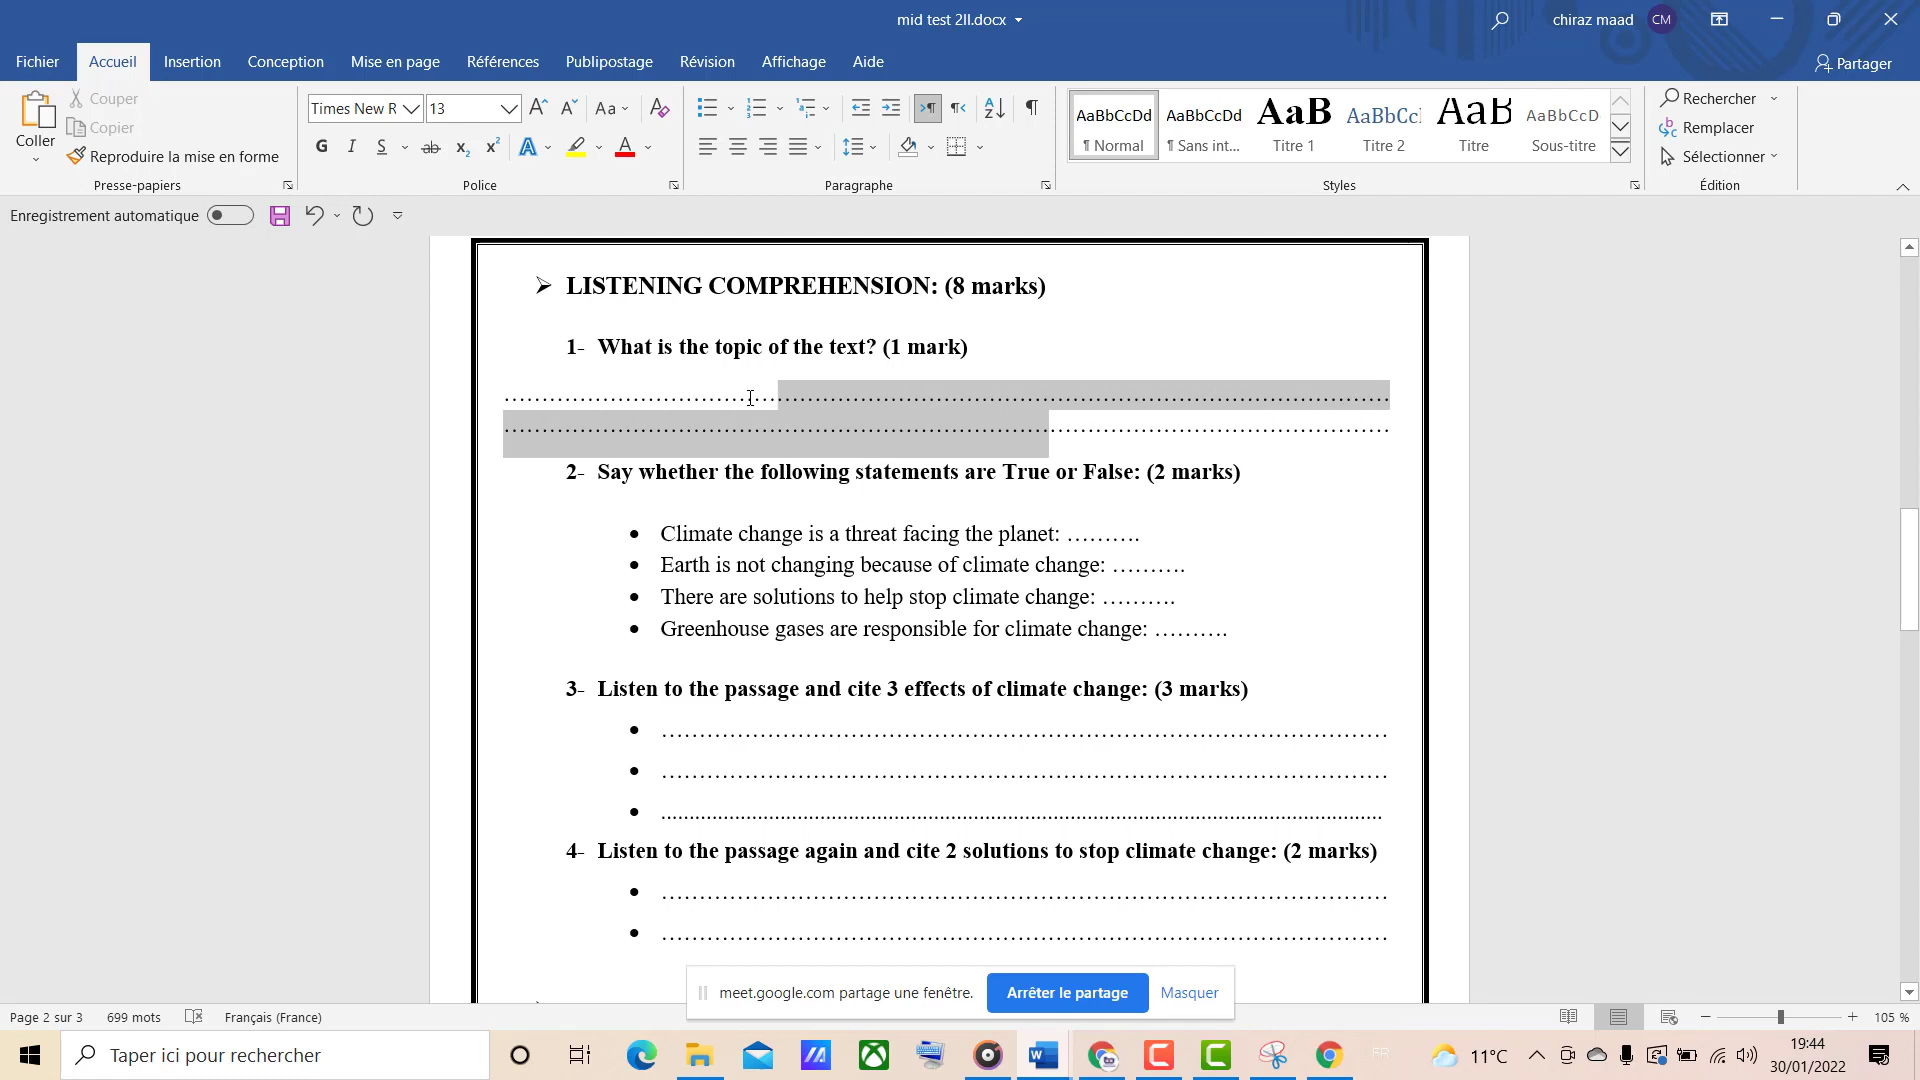 mid test 2II.docx
chiraz maad
CM
Fichier
Accueil
Insertion
Conception
Mise en page
Références
Publipostage
Révision
Affichage
Aide
Partager
Coller
Couper
Copier
Reproduire la mise en forme
Presse-papiers
Times New R
13
Aa
G I S ab x₂ x² A A
Police
Paragraphe
AaBbCcDd
¶ Normal
AaBbCcDd
¶ Sans int...
AaB
Titre 1
AaBbCc
Titre 2
AaB
Titre
AaBbCcD
Sous-titre
Styles
Rechercher
Remplacer
Sélectionner
Édition
Enregistrement automatique
➢ LISTENING COMPREHENSION: (8 marks)
1- What is the topic of the text? (1 mark)
……………………………………………………………………………………………………
……………………………………………………………………………………………………
2- Say whether the following statements are True or False: (2 marks)
• Climate change is a threat facing the planet: ……….
• Earth is not changing because of climate change: ……….
• There are solutions to help stop climate change: ……….
• Greenhouse gases are responsible for climate change: ……….
3- Listen to the passage and cite 3 effects of climate change: (3 marks)
• ………………………………………………………………………………
• ………………………………………………………………………………
• ................................................................................
4- Listen to the passage again and cite 2 solutions to stop climate change: (2 marks)
• ………………………………………………………………………………
• ………………………………………………………………………………
meet.google.com partage une fenêtre.
Arrêter le partage
Masquer
Page 2 sur 3
699 mots
Français (France)
105 %
Taper ici pour rechercher
FR
11°C
19:44
30/01/2022